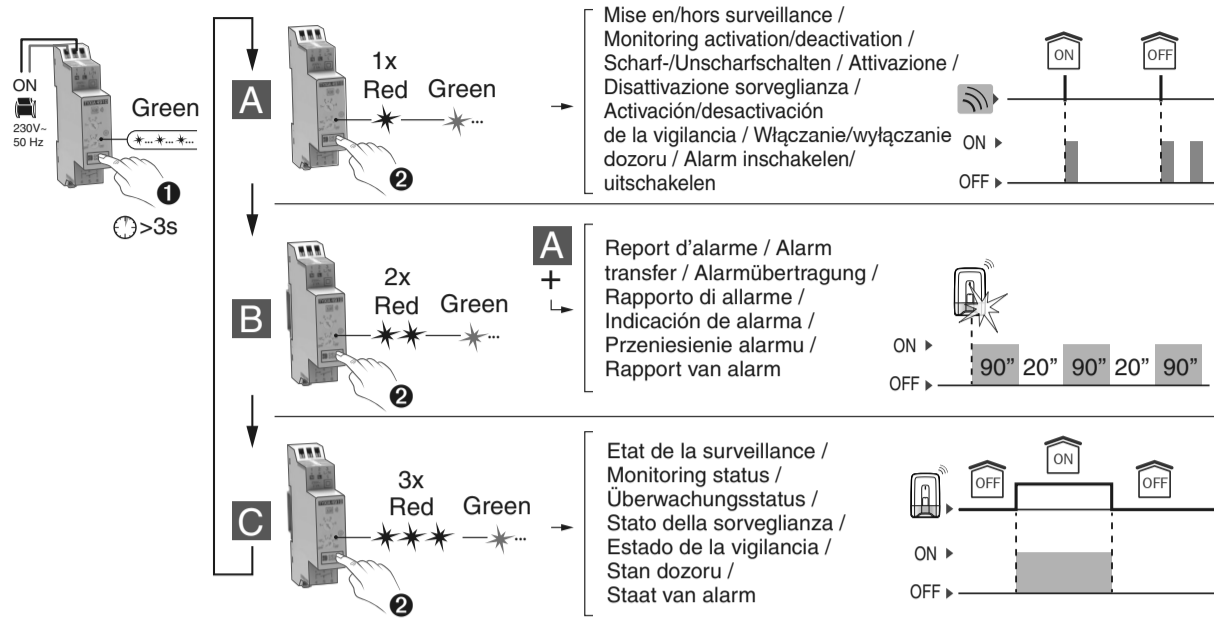 ON
230V~
50 Hz
Green
❶
>3s
A
1x
Red Green
...
❷
Mise en/hors surveillance /
Monitoring activation/deactivation /
Scharf-/Unscharfschalten / Attivazione /
Disattivazione sorveglianza /
Activación/desactivación
de la vigilancia / Włączanie/wyłączanie
dozoru / Alarm inschakelen/
uitschakelen
ON OFF
ON
OFF
B
2x
Red Green
...
❷
A
+
Report d'alarme / Alarm
transfer / Alarmübertragung /
Rapporto di allarme /
Indicación de alarma /
Przeniesienie alarmu /
Rapport van alarm
ON
OFF
90” 20” 90” 20” 90”
C
3x
Red Green
...
❷
Etat de la surveillance /
Monitoring status /
Überwachungsstatus /
Stato della sorveglianza /
Estado de la vigilancia /
Stan dozoru /
Staat van alarm
OFF ON OFF
ON
OFF